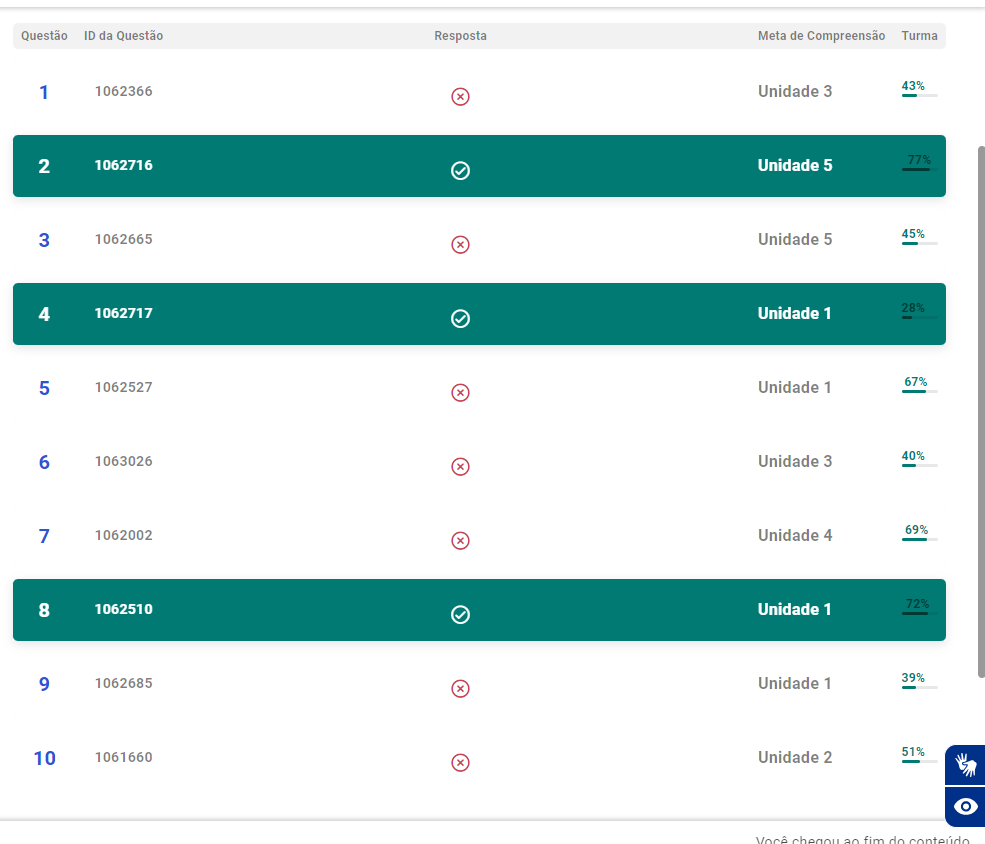 Questão ID da Questão Resposta Meta de Compreensão Turma
1 1062366 Unidade 3 43%
2 1062716 Unidade 5 77%
3 1062665 Unidade 5 45%
4 1062717 Unidade 1 28%
5 1062527 Unidade 1 67%
6 1063026 Unidade 3 40%
7 1062002 Unidade 4 69%
8 1062510 Unidade 1 72%
9 1062685 Unidade 1 39%
10 1061660 Unidade 2 51%
Você chegou ao fim do conteúdo